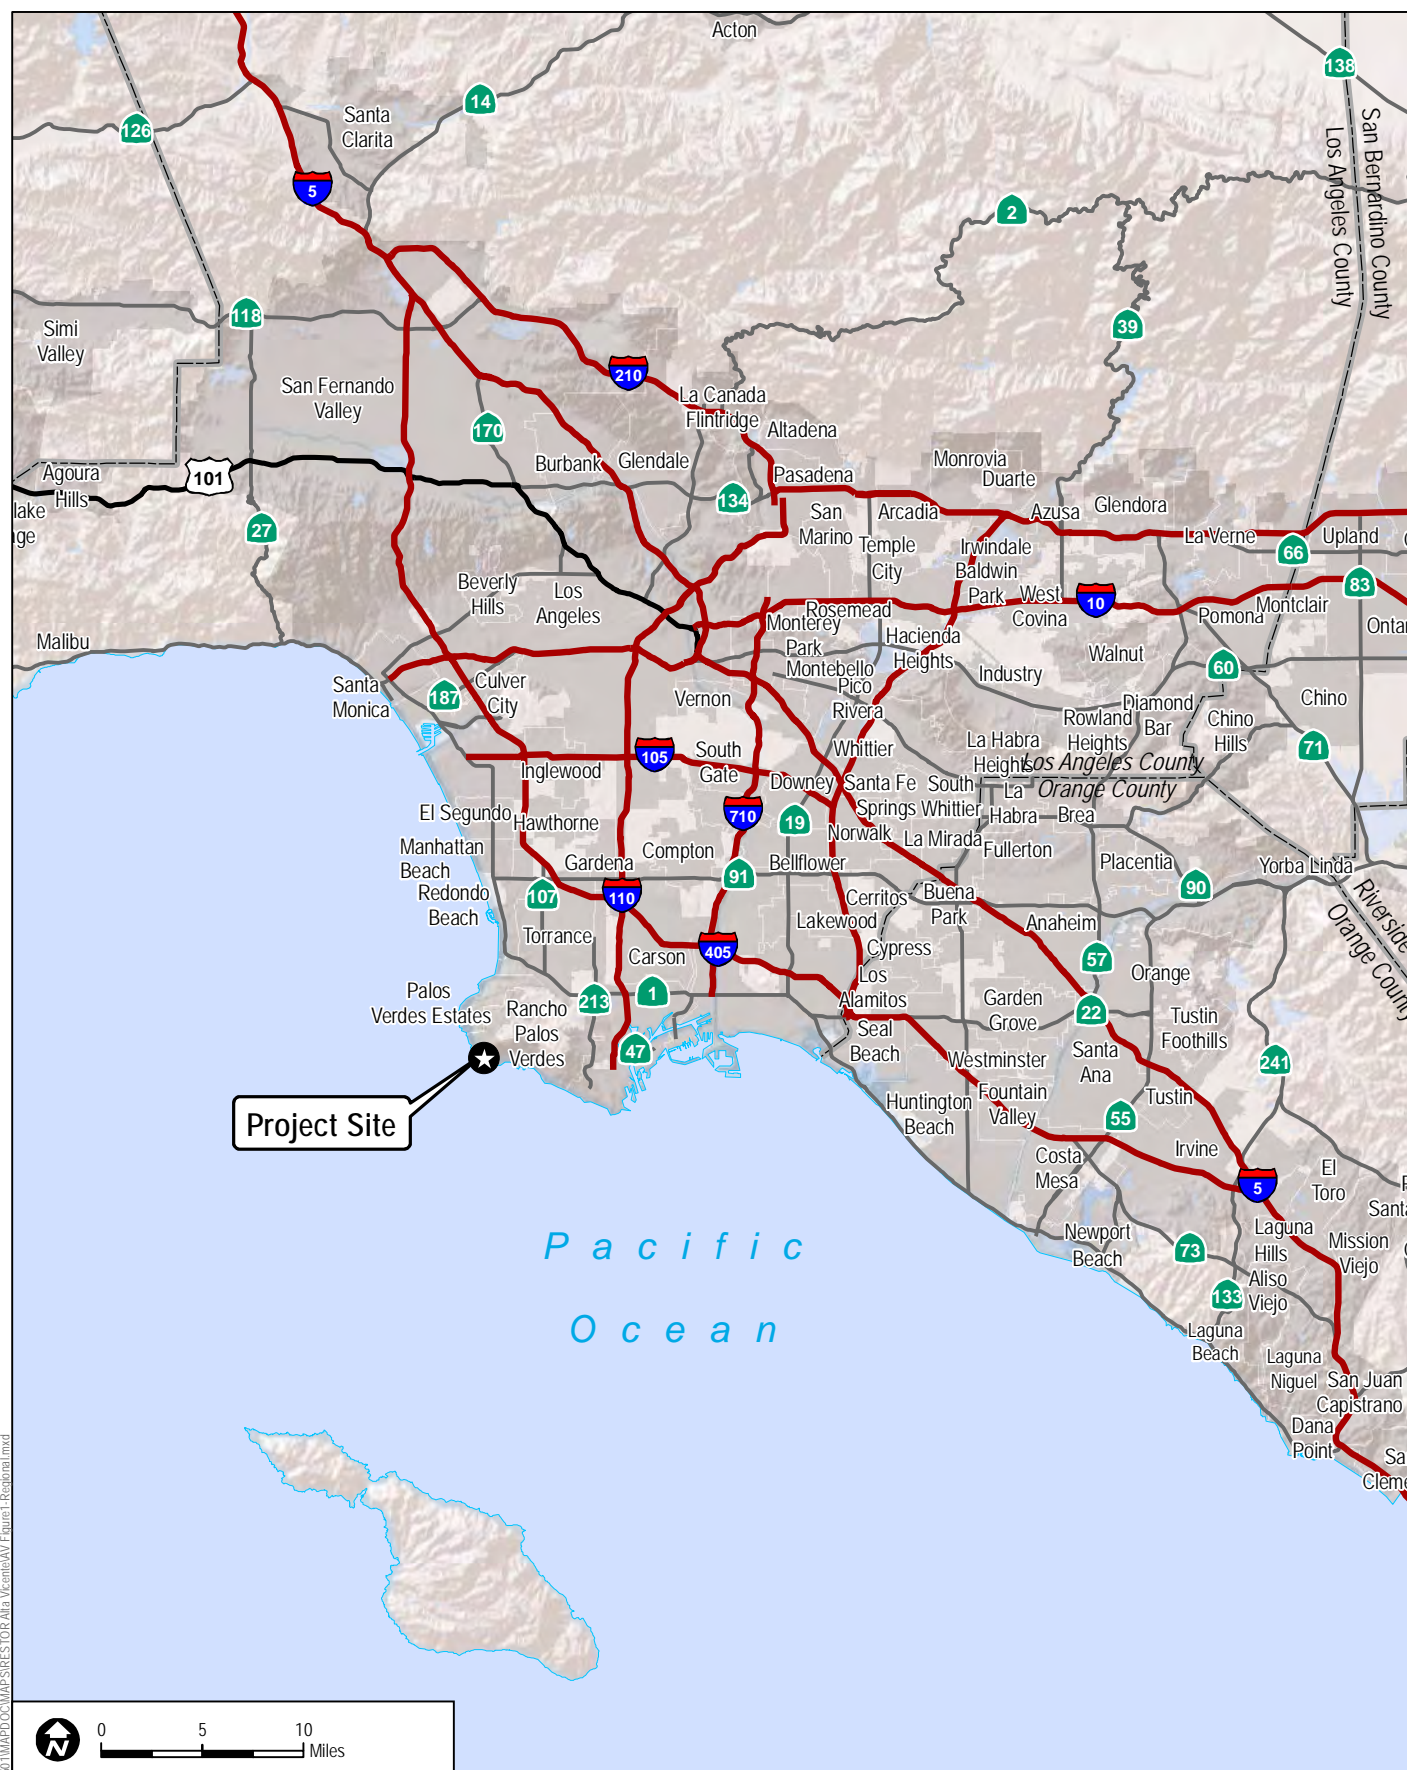 Acton
138
14
Santa
Clarita
126
San Bernardino County
Los Angeles County
5
2
118
39
Simi
Valley
210
San Fernando
Valley
La Canada
Flintridge
170
Altadena
Burbank
Glendale
Monrovia
Duarte
Pasadena
Agoura
Hills
101
134
Glendora
27
San
Marino
Arcadia
Azusa
La Verne
Upland
66
Temple
City
Irwindale
Baldwin
Park
Beverly
Hills
Los
Angeles
83
West
Covina
10
Rosemead
Pomona
Montclair
Monterey
Park
Hacienda
Heights
Malibu
Walnut
60
Montebello
Pico
Rivera
Industry
Santa
Monica
187
Culver
City
Vernon
Diamond
Bar
Chino
Rowland
Heights
Chino
Hills
71
Whittier
La Habra
Heights
105
South
Gate
Inglewood
Los Angeles County
Orange County
Downey
Santa Fe
Springs
South
Whittier
La
Habra
Brea
El Segundo
Hawthorne
710
19
Norwalk
La Mirada
Fullerton
Manhattan
Beach
Gardena
Compton
Bellflower
Placentia
Yorba Linda
91
90
Redondo
Beach
107
110
Cerritos
Buena
Park
Riverside
Orange County
Lakewood
Anaheim
Torrance
405
Cypress
Carson
57
Orange
Los
Alamitos
Palos
Verdes Estates
Rancho
Palos
Verdes
213
1
Garden
Grove
22
Tustin
Foothills
Seal
Beach
47
Westminster
Santa
Ana
241
Fountain
Valley
Tustin
Huntington
Beach
55
Project Site
Irvine
Costa
Mesa
El
Toro
5
Newport
Beach
Laguna
Hills
Mission
Viejo
73
Aliso
Viejo
133
Pacific
Ocean
Laguna
Beach
Laguna
Niguel
San Juan
Capistrano
Dana
Point
N
0 5 10
Miles